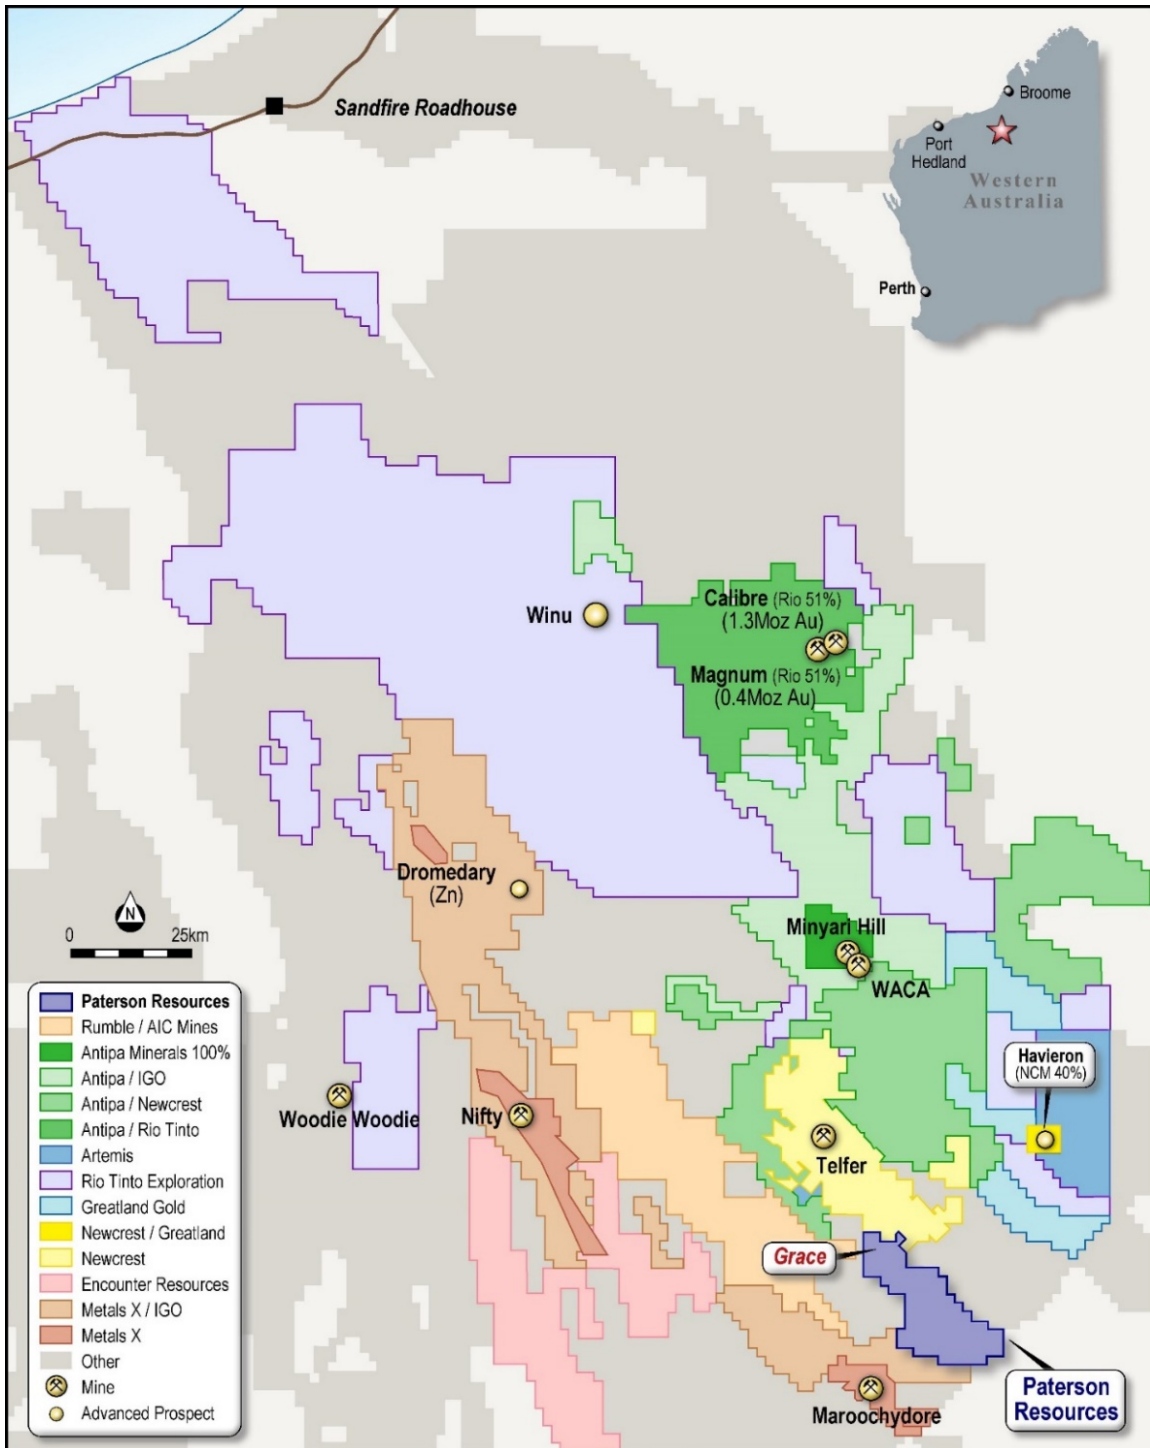 Sandfire Roadhouse
Broome
Port
Hedland
Western
Australia
Perth
Winu
Calibre (Rio 51%)
(1.3Moz Au)
Magnum (Rio 51%)
(0.4Moz Au)
Dromedary
(Zn)
N
0 25km
Minyari Hill
WACA
Havieron
(NCM 40%)
Woodie Woodie
Nifty
Telfer
Grace
Paterson
Resources
Maroochydore
Paterson Resources
Rumble / AIC Mines
Antipa Minerals 100%
Antipa / IGO
Antipa / Newcrest
Antipa / Rio Tinto
Artemis
Rio Tinto Exploration
Greatland Gold
Newcrest / Greatland
Newcrest
Encounter Resources
Metals X / IGO
Metals X
Other
Mine
Advanced Prospect